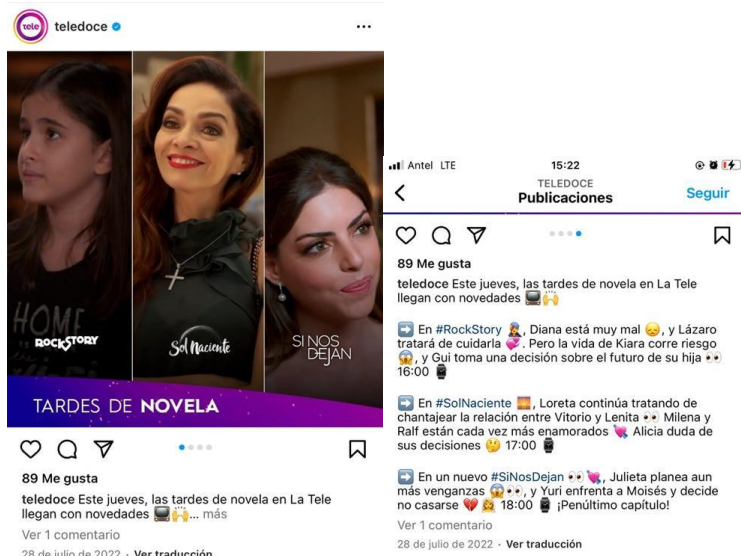 tele
teledoce
HOME
ROCKSTORY
Sol Naciente
SI NOS
DEJAN
TARDES DE NOVELA
89 Me gusta
teledoce Este jueves, las tardes de novela en La Tele
llegan con novedades 📺🙌... más
Ver 1 comentario
28 de julio de 2022 · Ver traducción
Antel LTE
15:22
TELEDOCE
Publicaciones
Seguir
89 Me gusta
teledoce Este jueves, las tardes de novela en La Tele
llegan con novedades 📺🙌
➡️ En #RockStory 👩‍🎤, Diana está muy mal 😞, y Lázaro
tratará de cuidarla 💞. Pero la vida de Kiara corre riesgo
😱, y Gui toma una decisión sobre el futuro de su hija 👀
16:00 ⌚
➡️ En #SolNaciente 🌅, Loreta continúa tratando de
chantajear la relación entre Vitorio y Lenita 👀 Milena y
Ralf están cada vez más enamorados 💘 Alicia duda de
sus decisiones 🤔 17:00 ⌚
➡️ En un nuevo #SiNosDejan 👀💘, Julieta planea aun
más venganzas 😱👀, y Yuri enfrenta a Moisés y decide
no casarse 💔👰 18:00 ⌚ ¡Penúltimo capítulo!
Ver 1 comentario
28 de julio de 2022 · Ver traducción